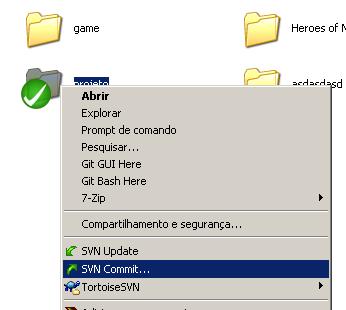 game
Heroes of M
projeto
asdasdasd
Abrir
Explorar
Prompt de comando
Pesquisar...
Git GUI Here
Git Bash Here
7-Zip
Compartilhamento e segurança...
SVN Update
SVN Commit...
TortoiseSVN